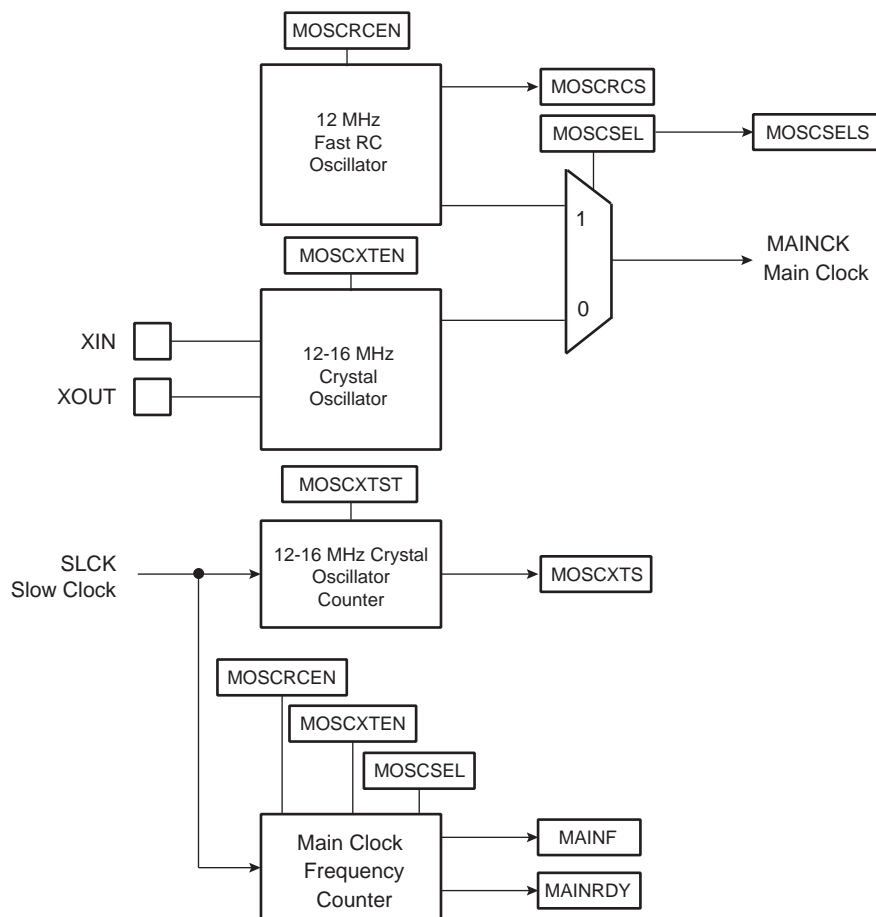 MOSCRCEN
12 MHz
Fast RC
Oscillator
MOSCRCS
MOSCSEL
MOSCSELS
1
0
MAINCK
Main Clock
MOSCXTEN
XIN
XOUT
12-16 MHz
Crystal
Oscillator
MOSCXTST
SLCK
Slow Clock
12-16 MHz Crystal
Oscillator
Counter
MOSCXTS
MOSCRCEN
MOSCXTEN
MOSCSEL
Main Clock
Frequency
Counter
MAINF
MAINRDY